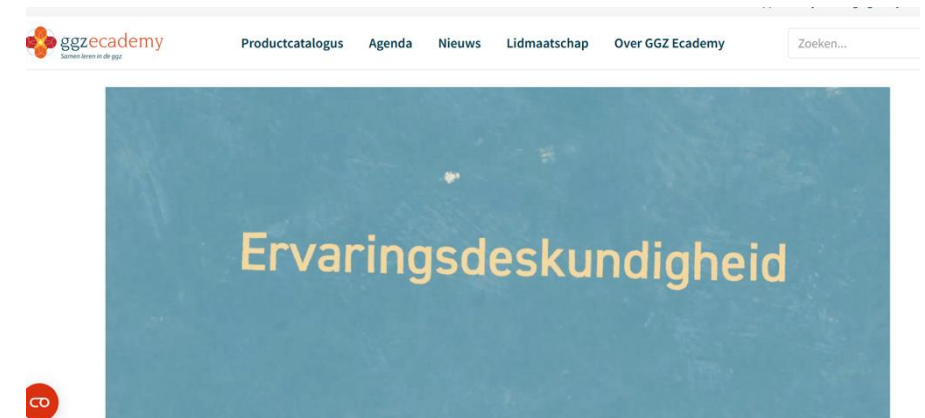 ggzecademy
Samen leren in de ggz
Productcatalogus Agenda Nieuws Lidmaatschap Over GGZ Ecademy Zoeken...
Ervaringsdeskundigheid